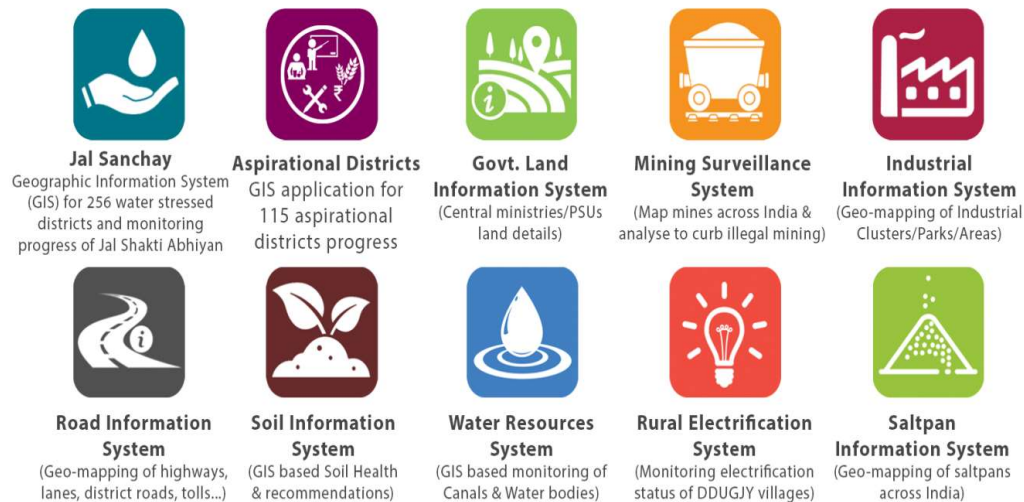 Jal Sanchay
Geographic Information System
(GIS) for 256 water stressed
districts and monitoring
progress of Jal Shakti Abhiyan
Aspirational Districts
GIS application for
115 aspirational
districts progress
Govt. Land
Information System
(Central ministries/PSUs
land details)
Mining Surveillance
System
(Map mines across India &
analyse to curb illegal mining)
Industrial
Information System
(Geo-mapping of Industrial
Clusters/Parks/Areas)
Road Information
System
(Geo-mapping of highways,
lanes, district roads, tolls...)
Soil Information
System
(GIS based Soil Health
& recommendations)
Water Resources
System
(GIS based monitoring of
Canals & Water bodies)
Rural Electrification
System
(Monitoring electrification
status of DDUGJY villages)
Saltpan
Information System
(Geo-mapping of saltpans
across India)